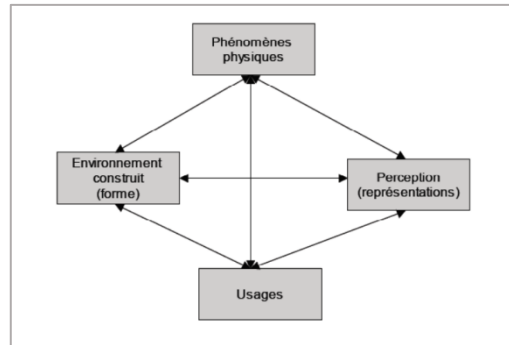 Phénomènes
physiques
Environnement
construit
(forme)
Perception
(représentations)
Usages